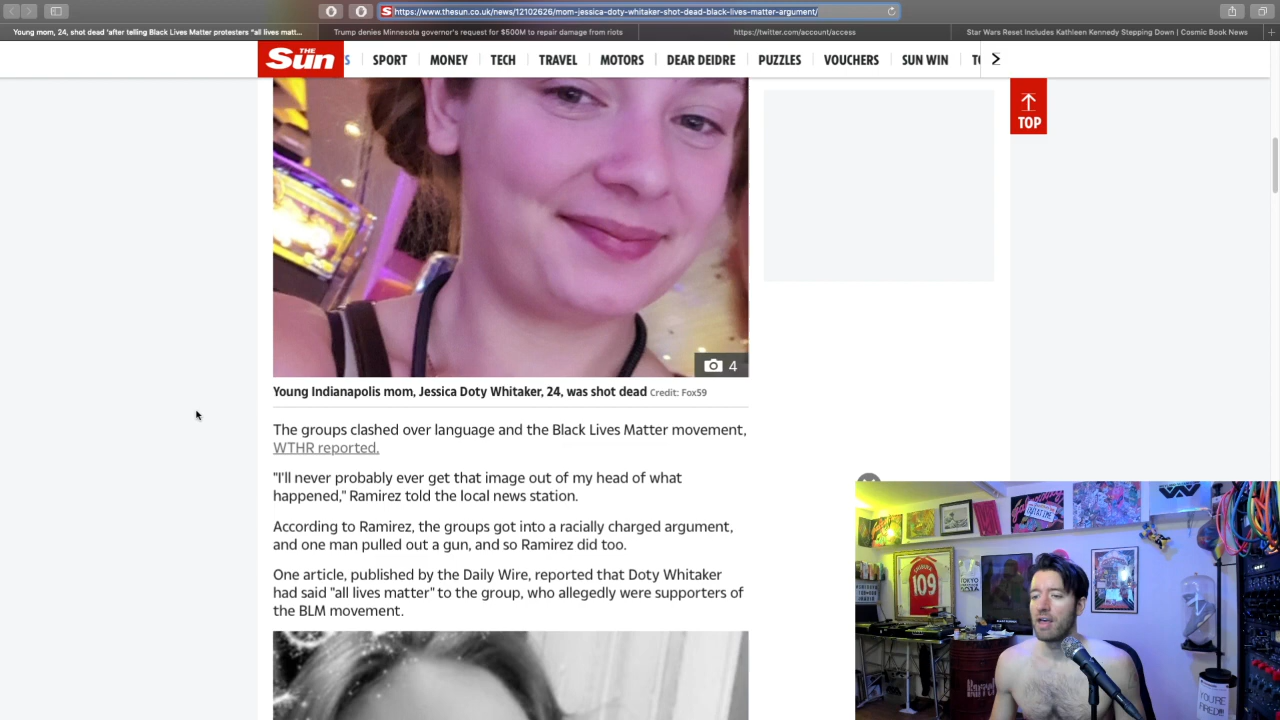 https://www.thesun.co.uk/news/12102626/mom-jessica-doty-whitaker-shot-dead-black-lives-matter-argument/
Young mom, 24, shot dead 'after telling Black Lives Matter protesters "all lives matt...
Trump denies Minnesota governor's request for $500M to repair damage from riots
https://twitter.com/account/access
Star Wars Reset Includes Kathleen Kennedy Stepping Down | Cosmic Book News
THE
Sun
S SPORT MONEY TECH TRAVEL MOTORS DEAR DEIDRE PUZZLES VOUCHERS SUN WIN
TOP
4
Young Indianapolis mom, Jessica Doty Whitaker, 24, was shot dead Credit: Fox59
The groups clashed over language and the Black Lives Matter movement,
WTHR reported.
"I'll never probably ever get that image out of my head of what
happened," Ramirez told the local news station.
According to Ramirez, the groups got into a racially charged argument,
and one man pulled out a gun, and so Ramirez did too.
One article, published by the Daily Wire, reported that Doty Whitaker
had said "all lives matter" to the group, who allegedly were supporters of
the BLM movement.
109
TOKYO
YOU'RE
FIRED!!!